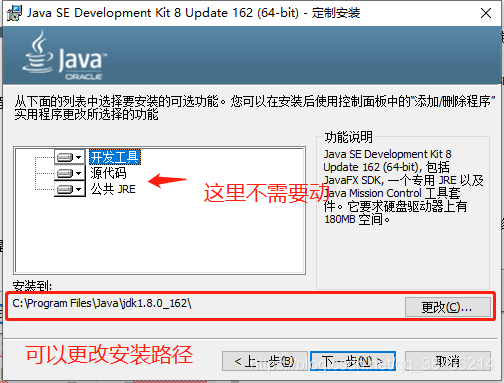 Java SE Development Kit 8 Update 162 (64-bit) - 定制安装
Java
ORACLE
从下面的列表中选择要安装的可选功能。您可以在安装后使用控制面板中的“添加/删除程序”
实用程序更改所选择的功能
开发工具
源代码
公共 JRE
这里不需要动
功能说明
Java SE Development Kit 8
Update 162 (64-bit), 包括
JavaFX SDK, 一个专用 JRE 以及
Java Mission Control 工具套
件。它要求硬盘驱动器上有
180MB 空间。
安装到:
C:\Program Files\Java\jdk1.8.0_162\
更改(C)...
可以更改安装路径
< 上一步(B)
下一步(N) >
取消